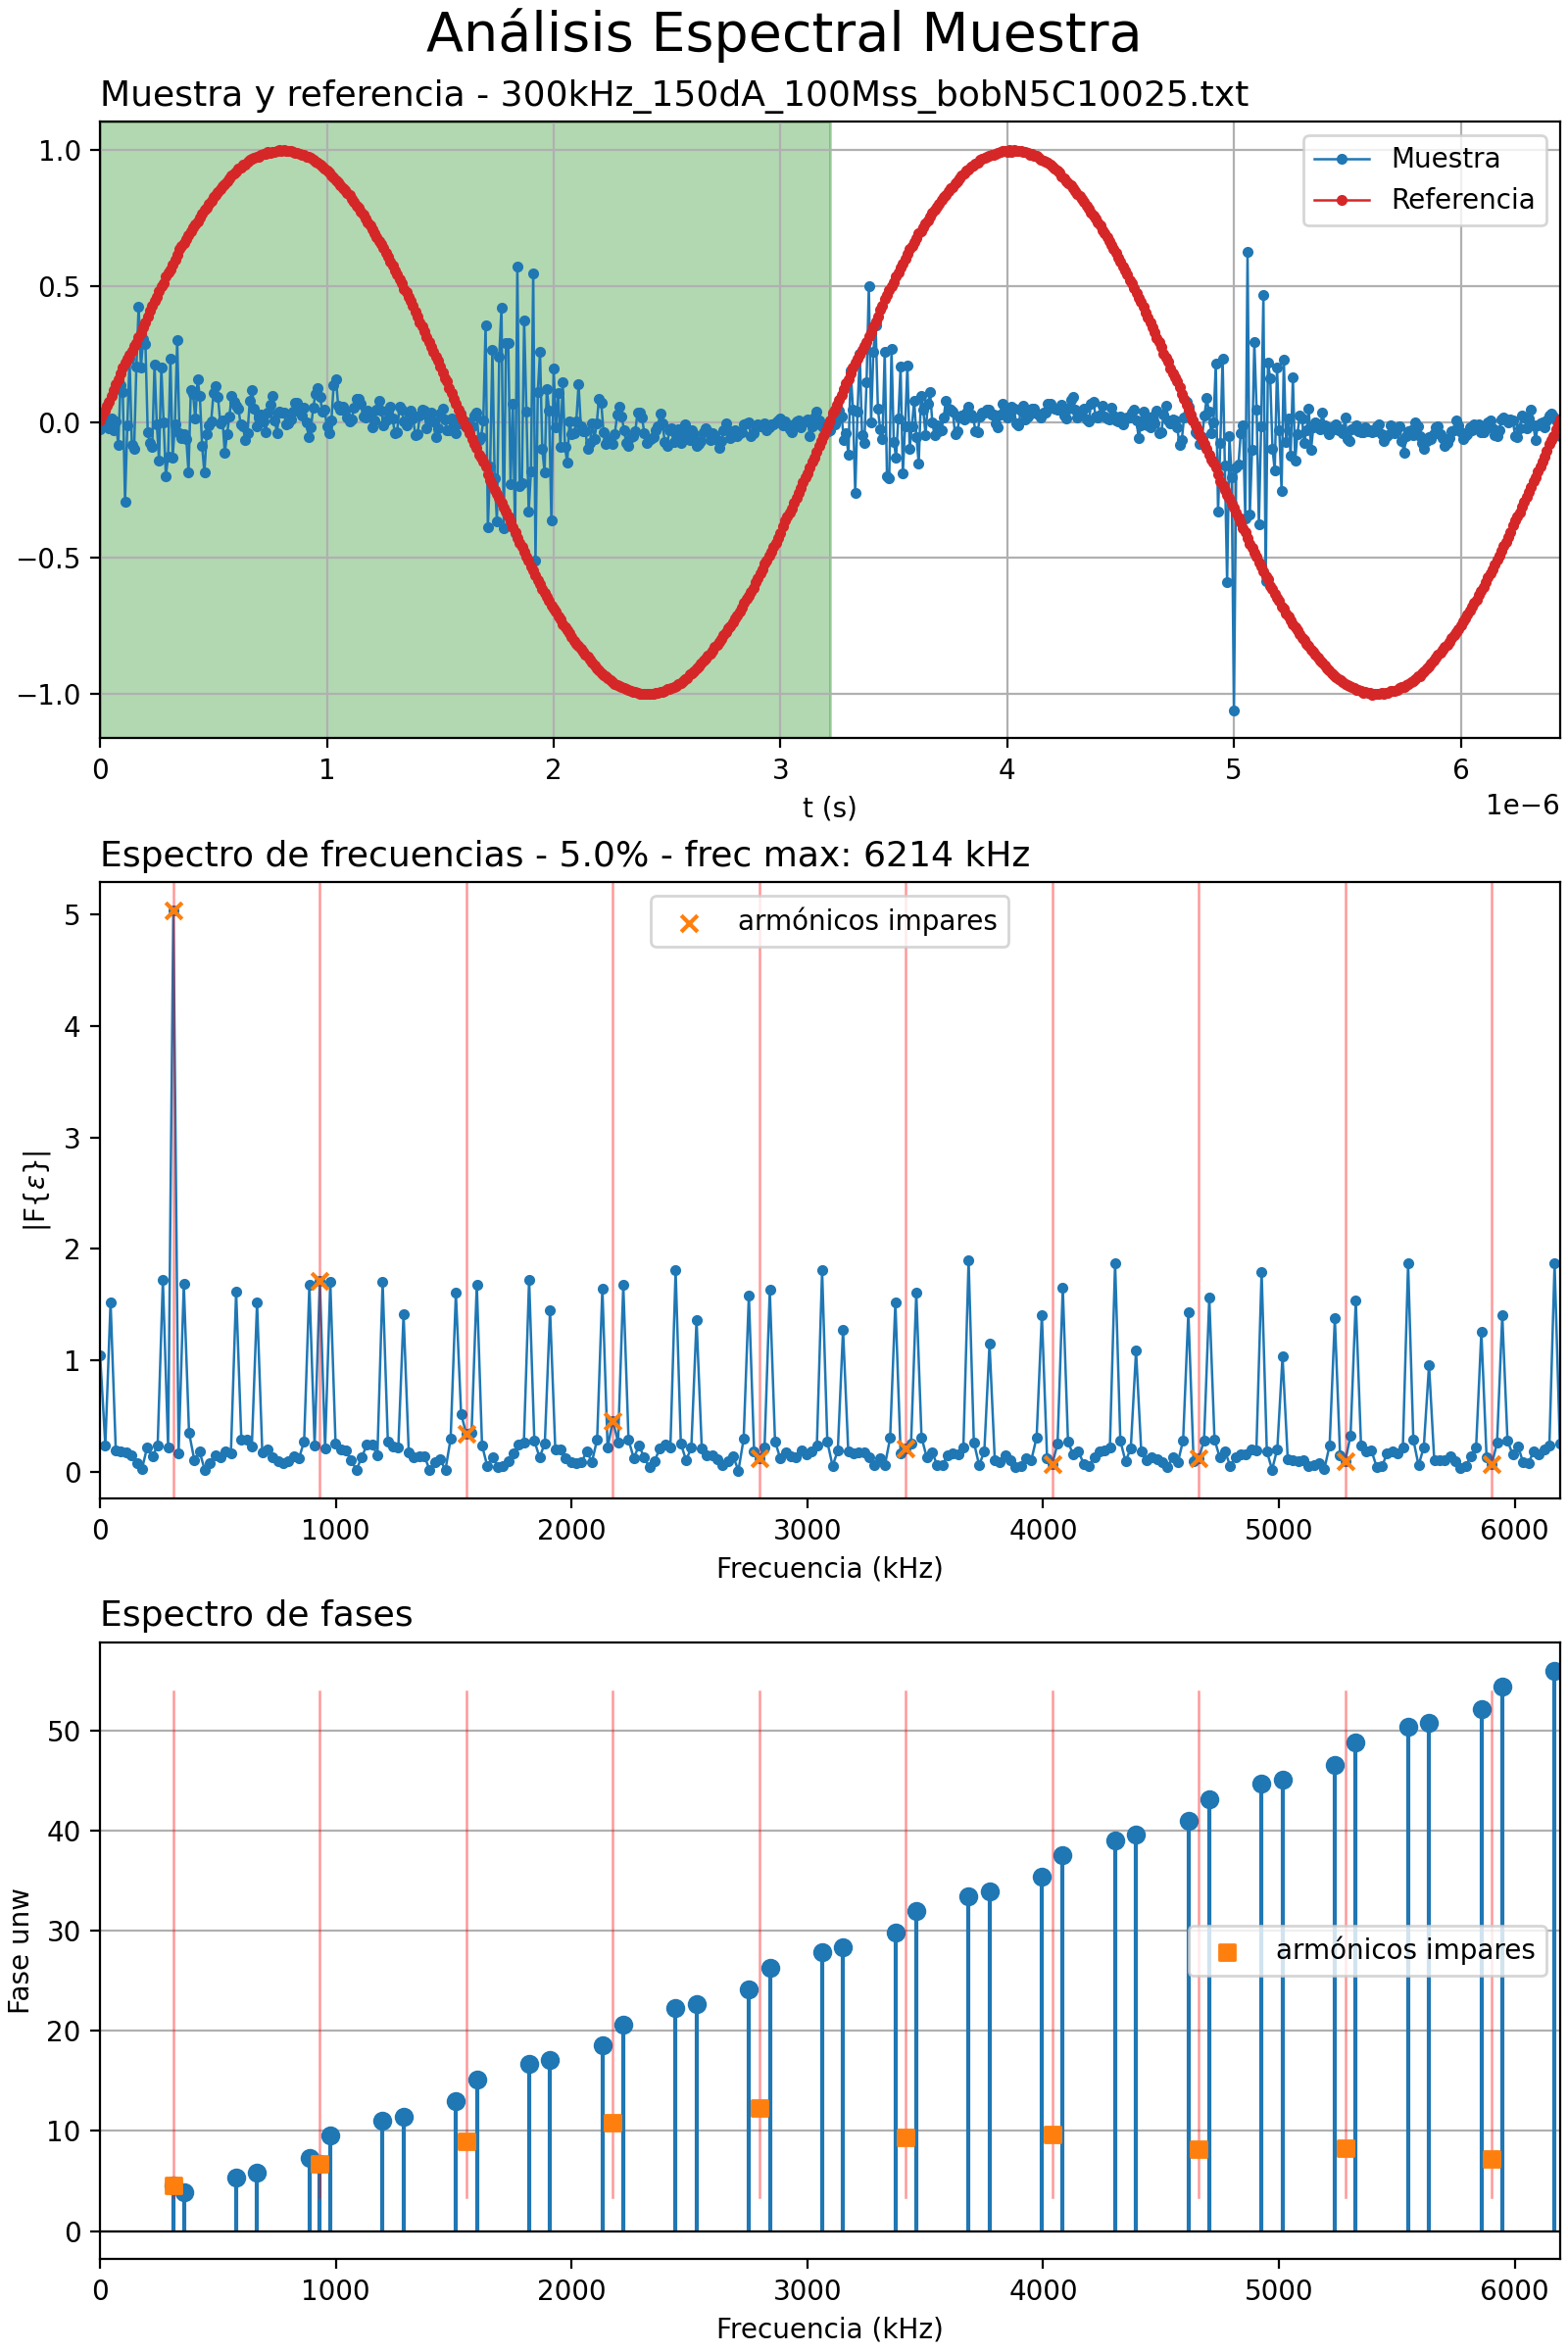 Análisis Espectral Muestra
Muestra y referencia - 300kHz_150dA_100Mss_bobN5C10025.txt
1.0
0.5
0.0
−0.5
−1.0
Muestra
Referencia
0 1 2 3 4 5 6
t (s)
1e−6
Espectro de frecuencias - 5.0% - frec max: 6214 kHz
armónicos impares
5
4
3
2
1
0
|F{ε}|
0 1000 2000 3000 4000 5000 6000
Frecuencia (kHz)
Espectro de fases
50
40
30
20
10
0
Fase unw
armónicos impares
0 1000 2000 3000 4000 5000 6000
Frecuencia (kHz)